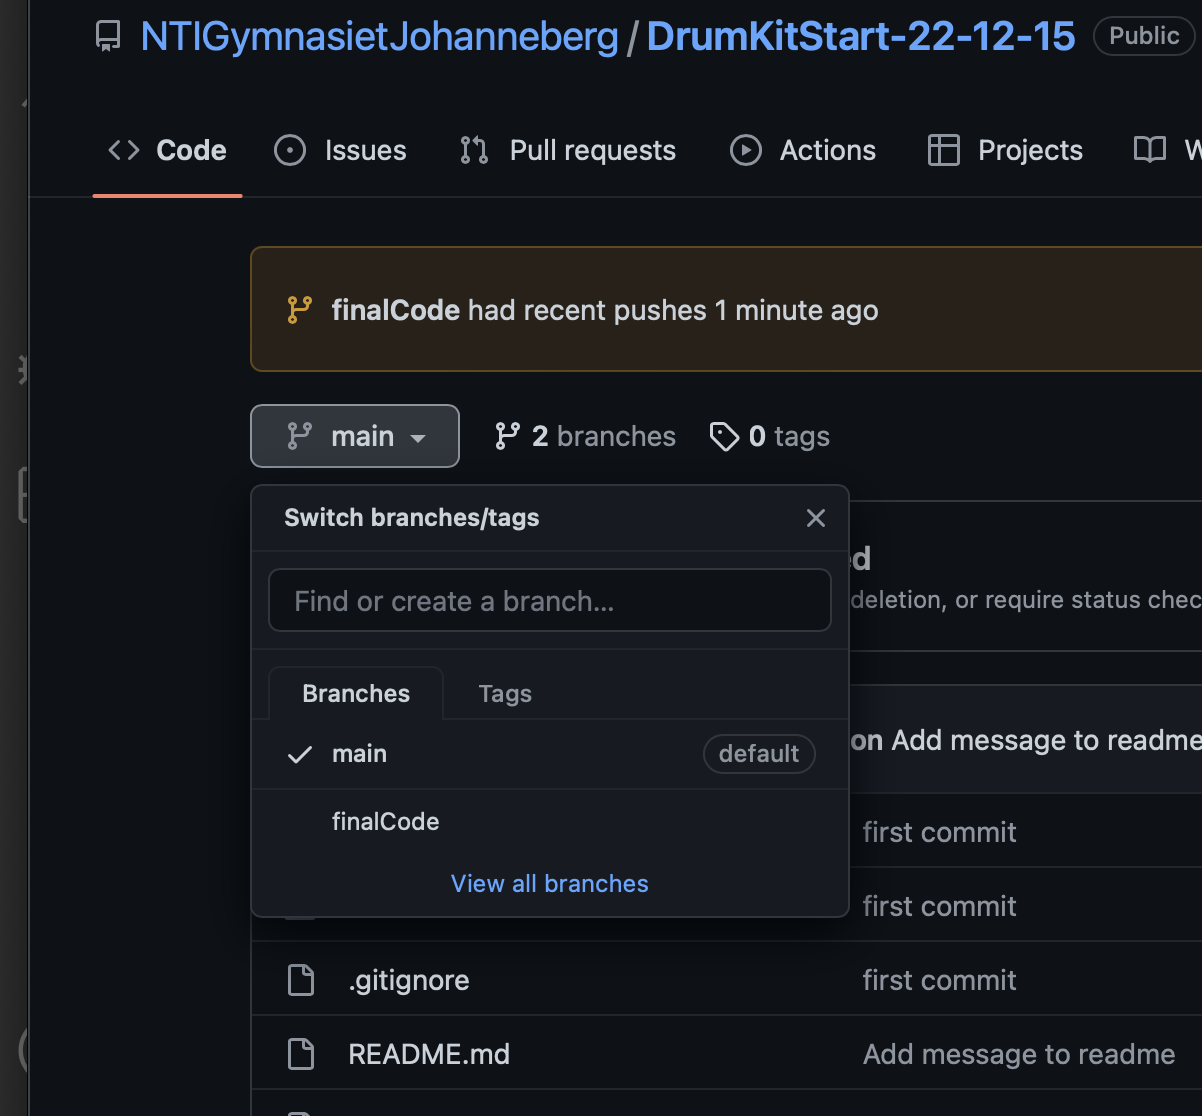 NTIGymnasietJohanneberg / DrumKitStart-22-12-15 Public
Code Issues Pull requests Actions Projects
finalCode had recent pushes 1 minute ago
main 2 branches 0 tags
Switch branches/tags
Find or create a branch...
Branches Tags
main default
finalCode
View all branches
deletion, or require status chec
on Add message to readme
first commit
first commit
.gitignore first commit
README.md Add message to readme